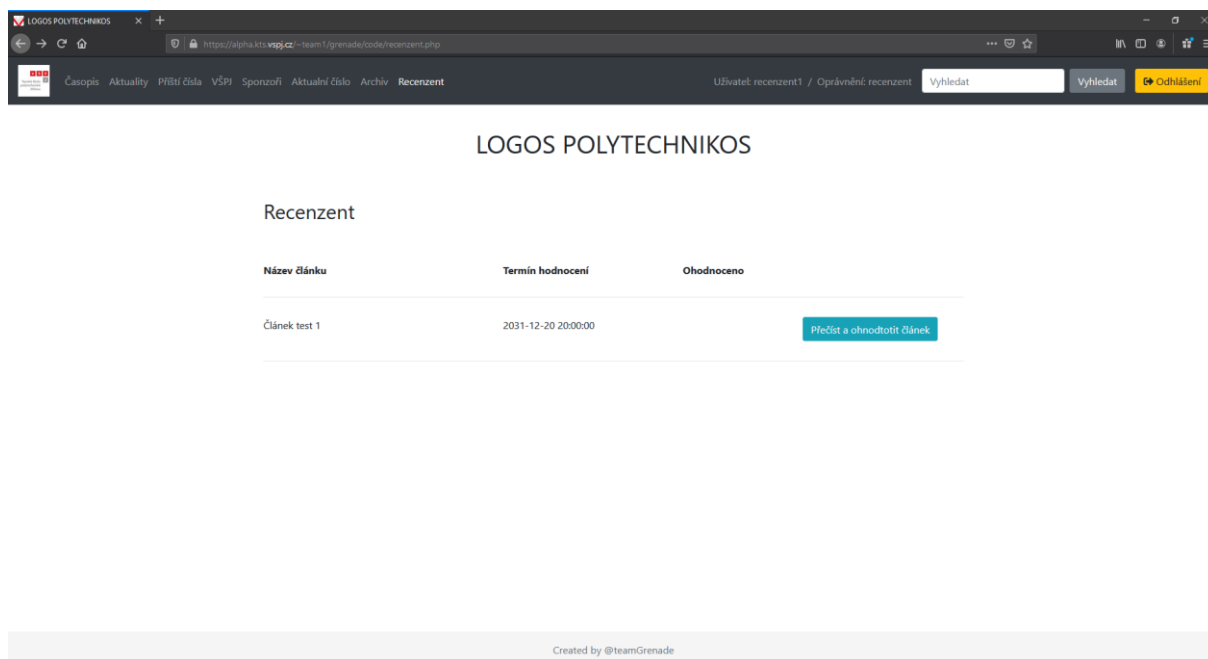 LOGOS POLYTECHNIKOS
https://alpha.kts.vspj.cz/~team1/grenade/code/recenzent.php
Časopis Aktuality Příští čísla VŠPJ Sponzoři Aktualní číslo Archiv Recenzent Uživatel: recenzent1 / Oprávnění: recenzent Vyhledat Vyhledat Odhlášení
LOGOS POLYTECHNIKOS
Recenzent
Název článku Termín hodnocení Ohodnoceno
Článek test 1 2031-12-20 20:00:00 Přečíst a ohnodtotit článek
Created by @teamGrenade